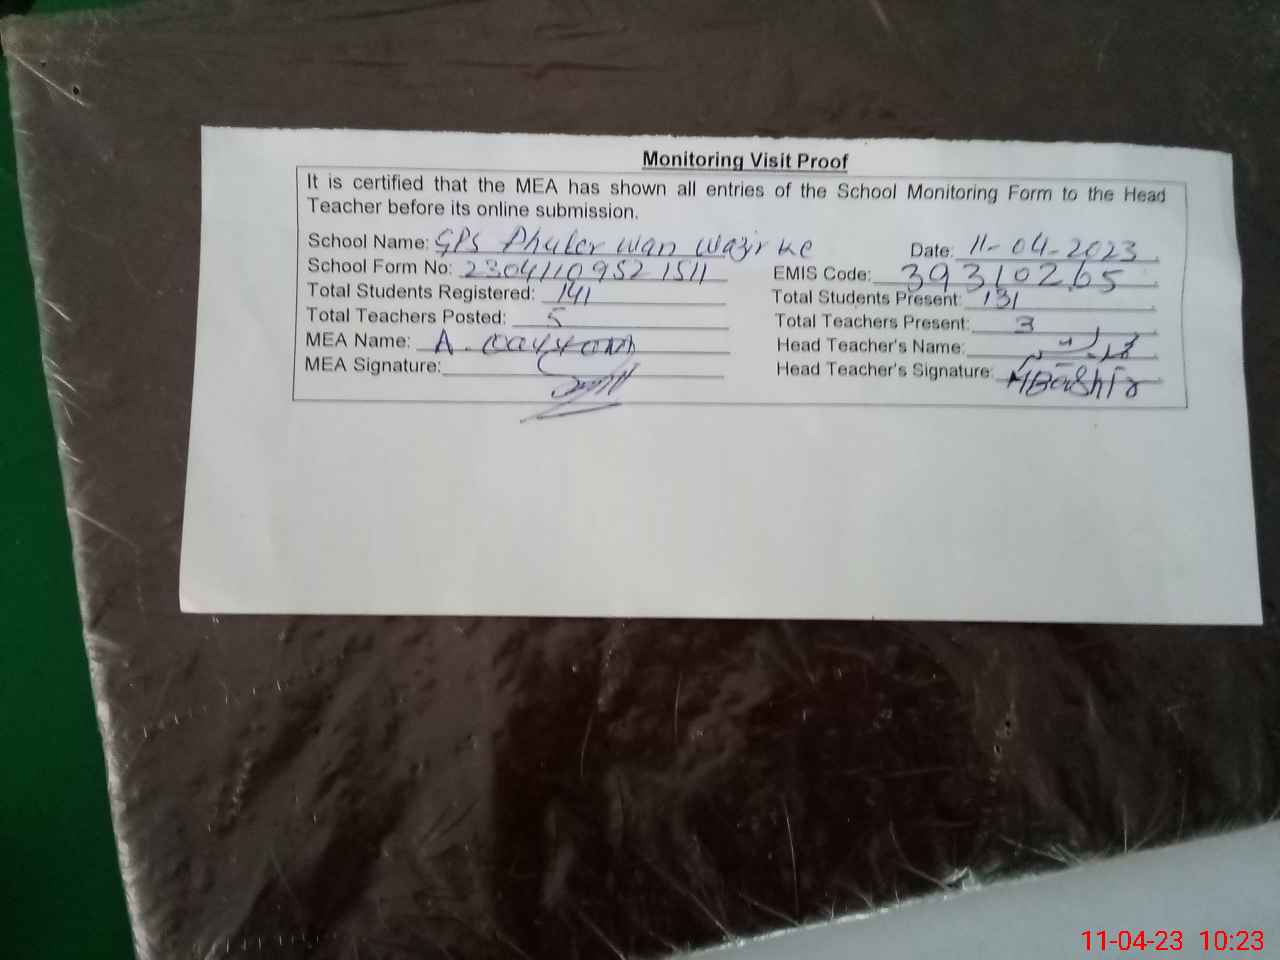 Monitoring Visit Proof
It is certified that the MEA has shown all entries of the School Monitoring Form to the Head
Teacher before its online submission.
School Name: GPS Phuler wan wazir ke Date: 11-04-2023
School Form No: 2304110952 1511 EMIS Code: 39310265
Total Students Registered: 141 Total Students Present: 131
Total Teachers Posted: 5 Total Teachers Present: 3
MEA Name: A. Qayyom Head Teacher's Name:
MEA Signature: Head Teacher's Signature: MBashir
11-04-23 10:23